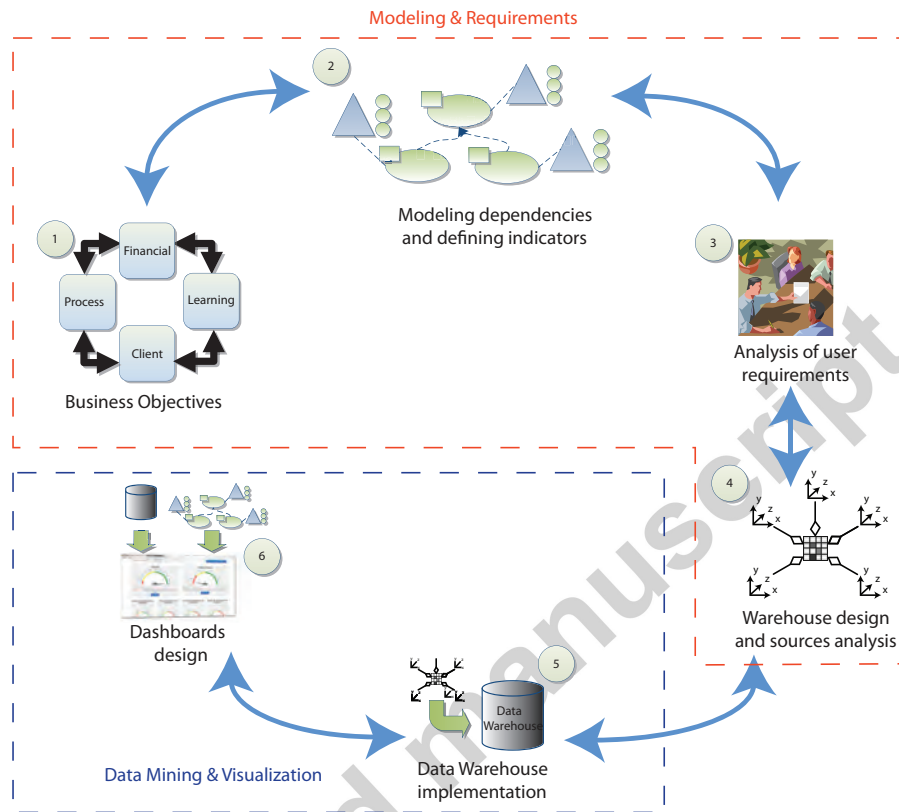 Modeling & Requirements
2
Modeling dependencies
and defining indicators
1
Financial
Process
Learning
Client
Business Objectives
3
Analysis of user
requirements
4
y
z
x
y
z
x
y
z
x
y
z
x
y
z
x
Warehouse design
and sources analysis
6
Dashboards
design
5
Data
Warehouse
Data Warehouse
implementation
Data Mining & Visualization
d manuscript